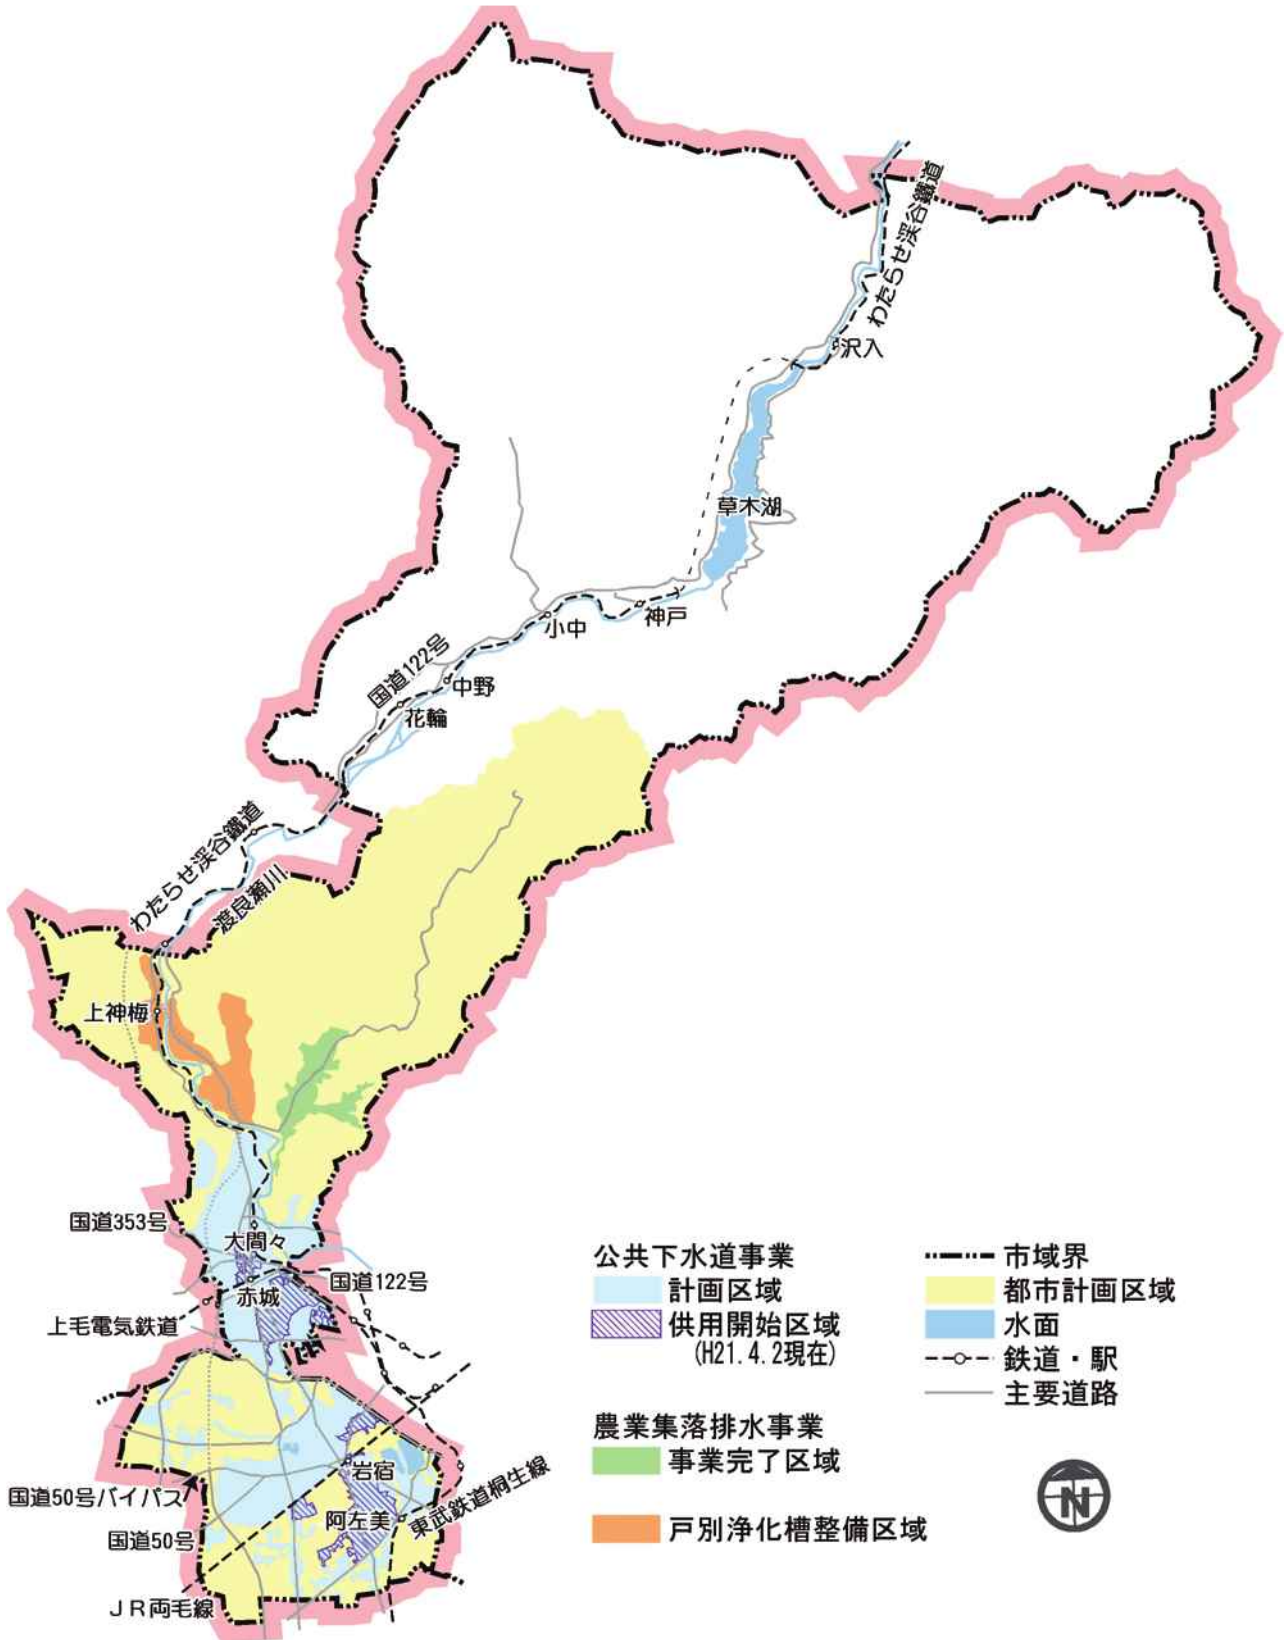 わたらせ渓谷鐵道
沢入
草木湖
神戸
小中
国道122号
中野
花輪
わたらせ渓谷鐵道
渡良瀬川
上神梅
国道353号
大間々
国道122号
赤城
上毛電気鉄道
岩宿
国道50号バイパス
阿左美
東武鉄道桐生線
国道50号
JR両毛線
公共下水道事業
計画区域
供用開始区域
(H21.4.2現在)
農業集落排水事業
事業完了区域
戸別浄化槽整備区域
市域界
都市計画区域
水面
鉄道・駅
主要道路
N